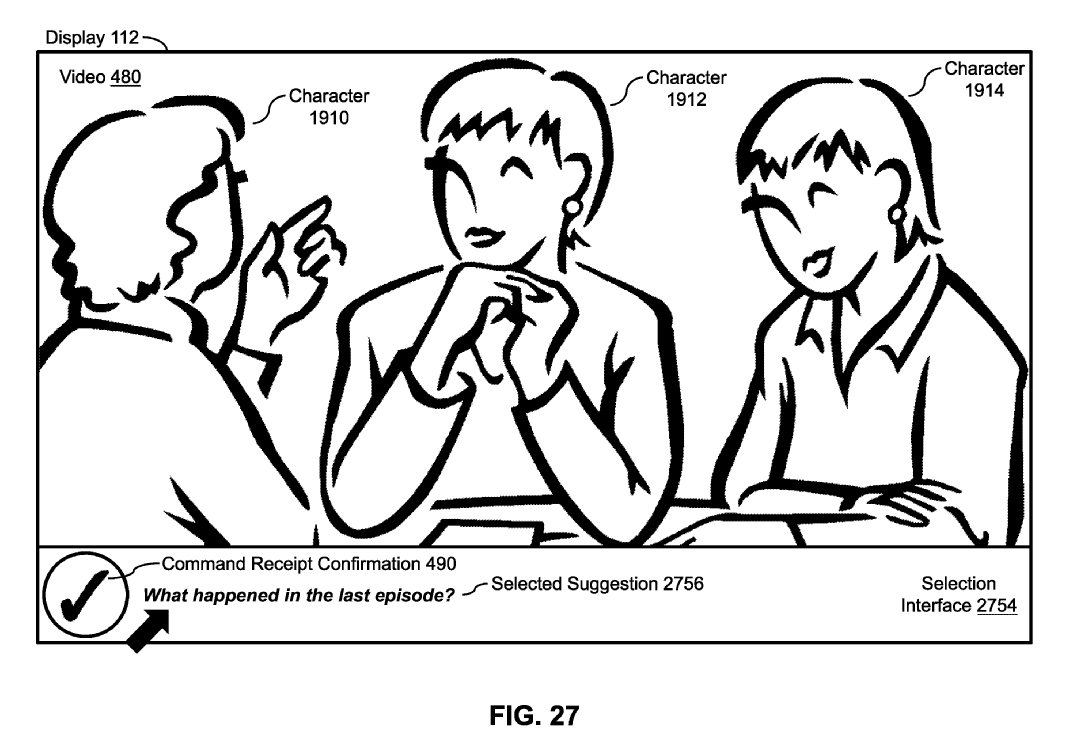 Display 112
Video 480
Character
1910
Character
1912
Character
1914
Command Receipt Confirmation 490
What happened in the last episode?
Selected Suggestion 2756
Selection
Interface 2754
FIG. 27